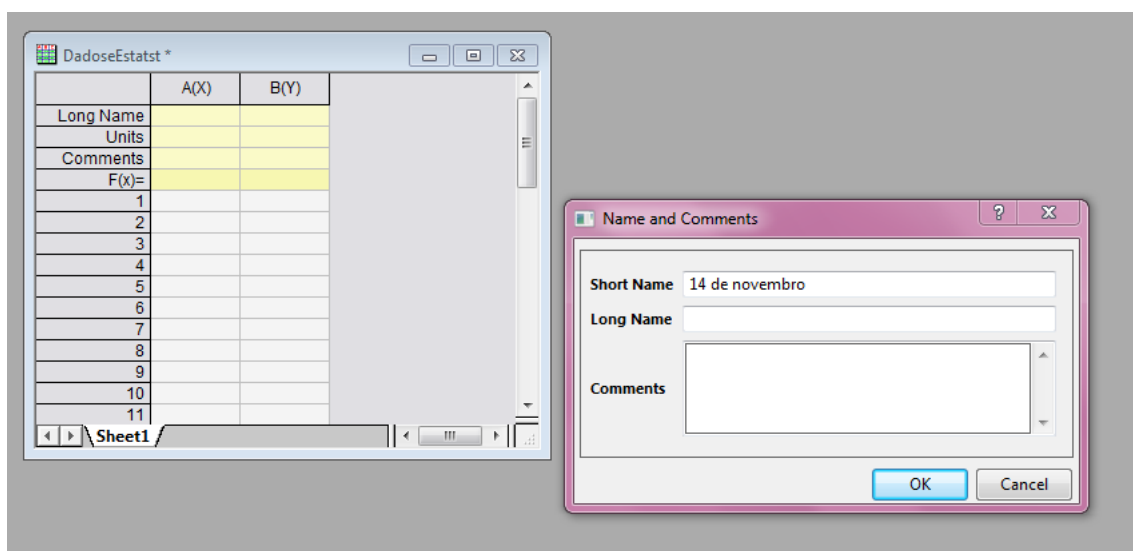 DadoseEstatst *
A(X) B(Y)
Long Name
Units
Comments
F(x)=
1
2
3
4
5
6
7
8
9
10
11
Sheet1
Name and Comments
Short Name 14 de novembro
Long Name
Comments
OK Cancel